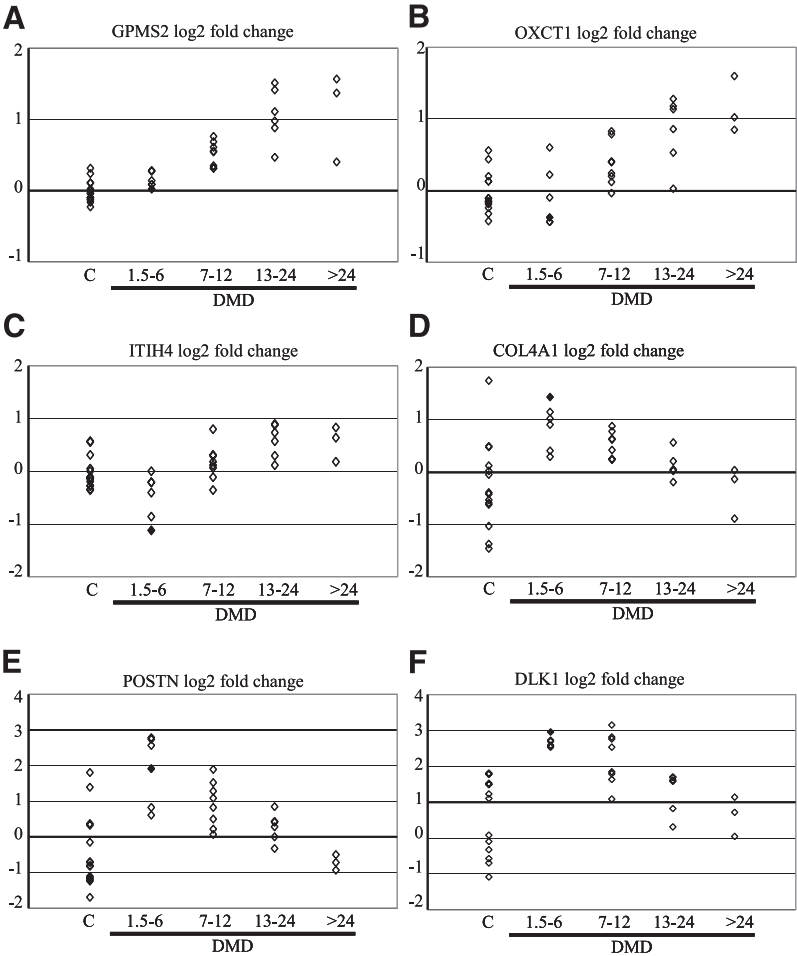 A
GPMS2 log2 fold change
2
1
0
-1
C 1.5-6 7-12 13-24 >24
DMD
B
OXCT1 log2 fold change
2
1
0
-1
C 1.5-6 7-12 13-24 >24
DMD
C
ITIH4 log2 fold change
2
1
0
-1
-2
C 1.5-6 7-12 13-24 >24
DMD
D
COL4A1 log2 fold change
2
1
0
-1
-2
C 1.5-6 7-12 13-24 >24
DMD
E
POSTN log2 fold change
4
3
2
1
0
-1
-2
C 1.5-6 7-12 13-24 >24
DMD
F
DLK1 log2 fold change
4
3
2
1
0
-1
-2
C 1.5-6 7-12 13-24 >24
DMD